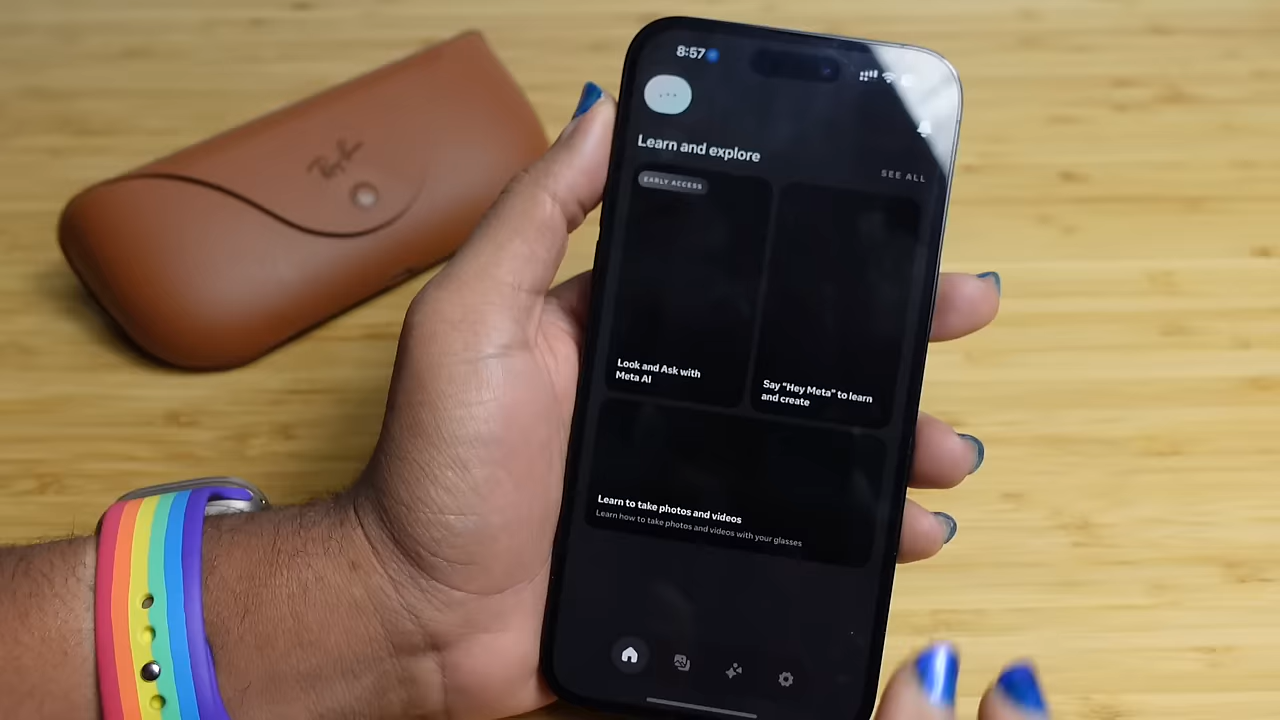 Ray-Ban
8:57
Learn and explore
SEE ALL
EARLY ACCESS
Look and Ask with
Meta AI
Say "Hey Meta" to learn
and create
Learn to take photos and videos
Learn how to take photos and videos with your glasses